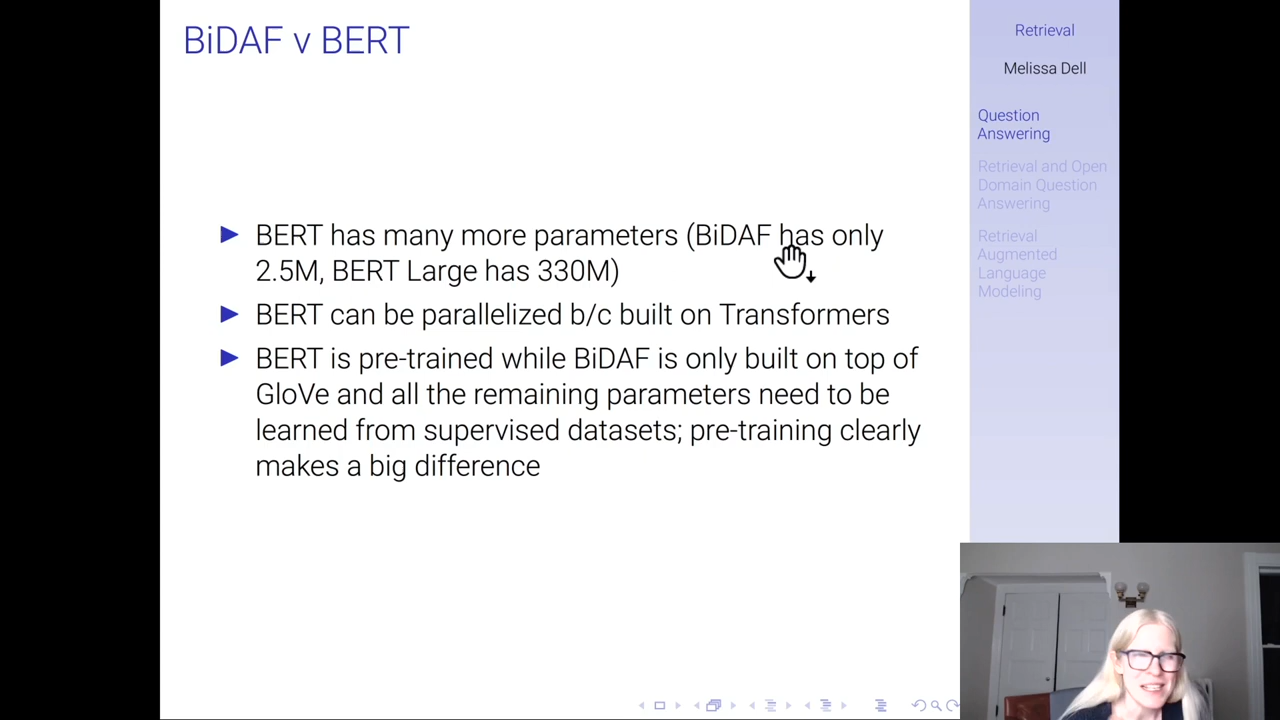 BiDAF v BERT
► BERT has many more parameters (BiDAF has only
2.5M, BERT Large has 330M)
► BERT can be parallelized b/c built on Transformers
► BERT is pre-trained while BiDAF is only built on top of
GloVe and all the remaining parameters need to be
learned from supervised datasets; pre-training clearly
makes a big difference
Retrieval
Melissa Dell
Question
Answering
Retrieval and Open
Domain Question
Answering
Retrieval
Augmented
Language
Modeling